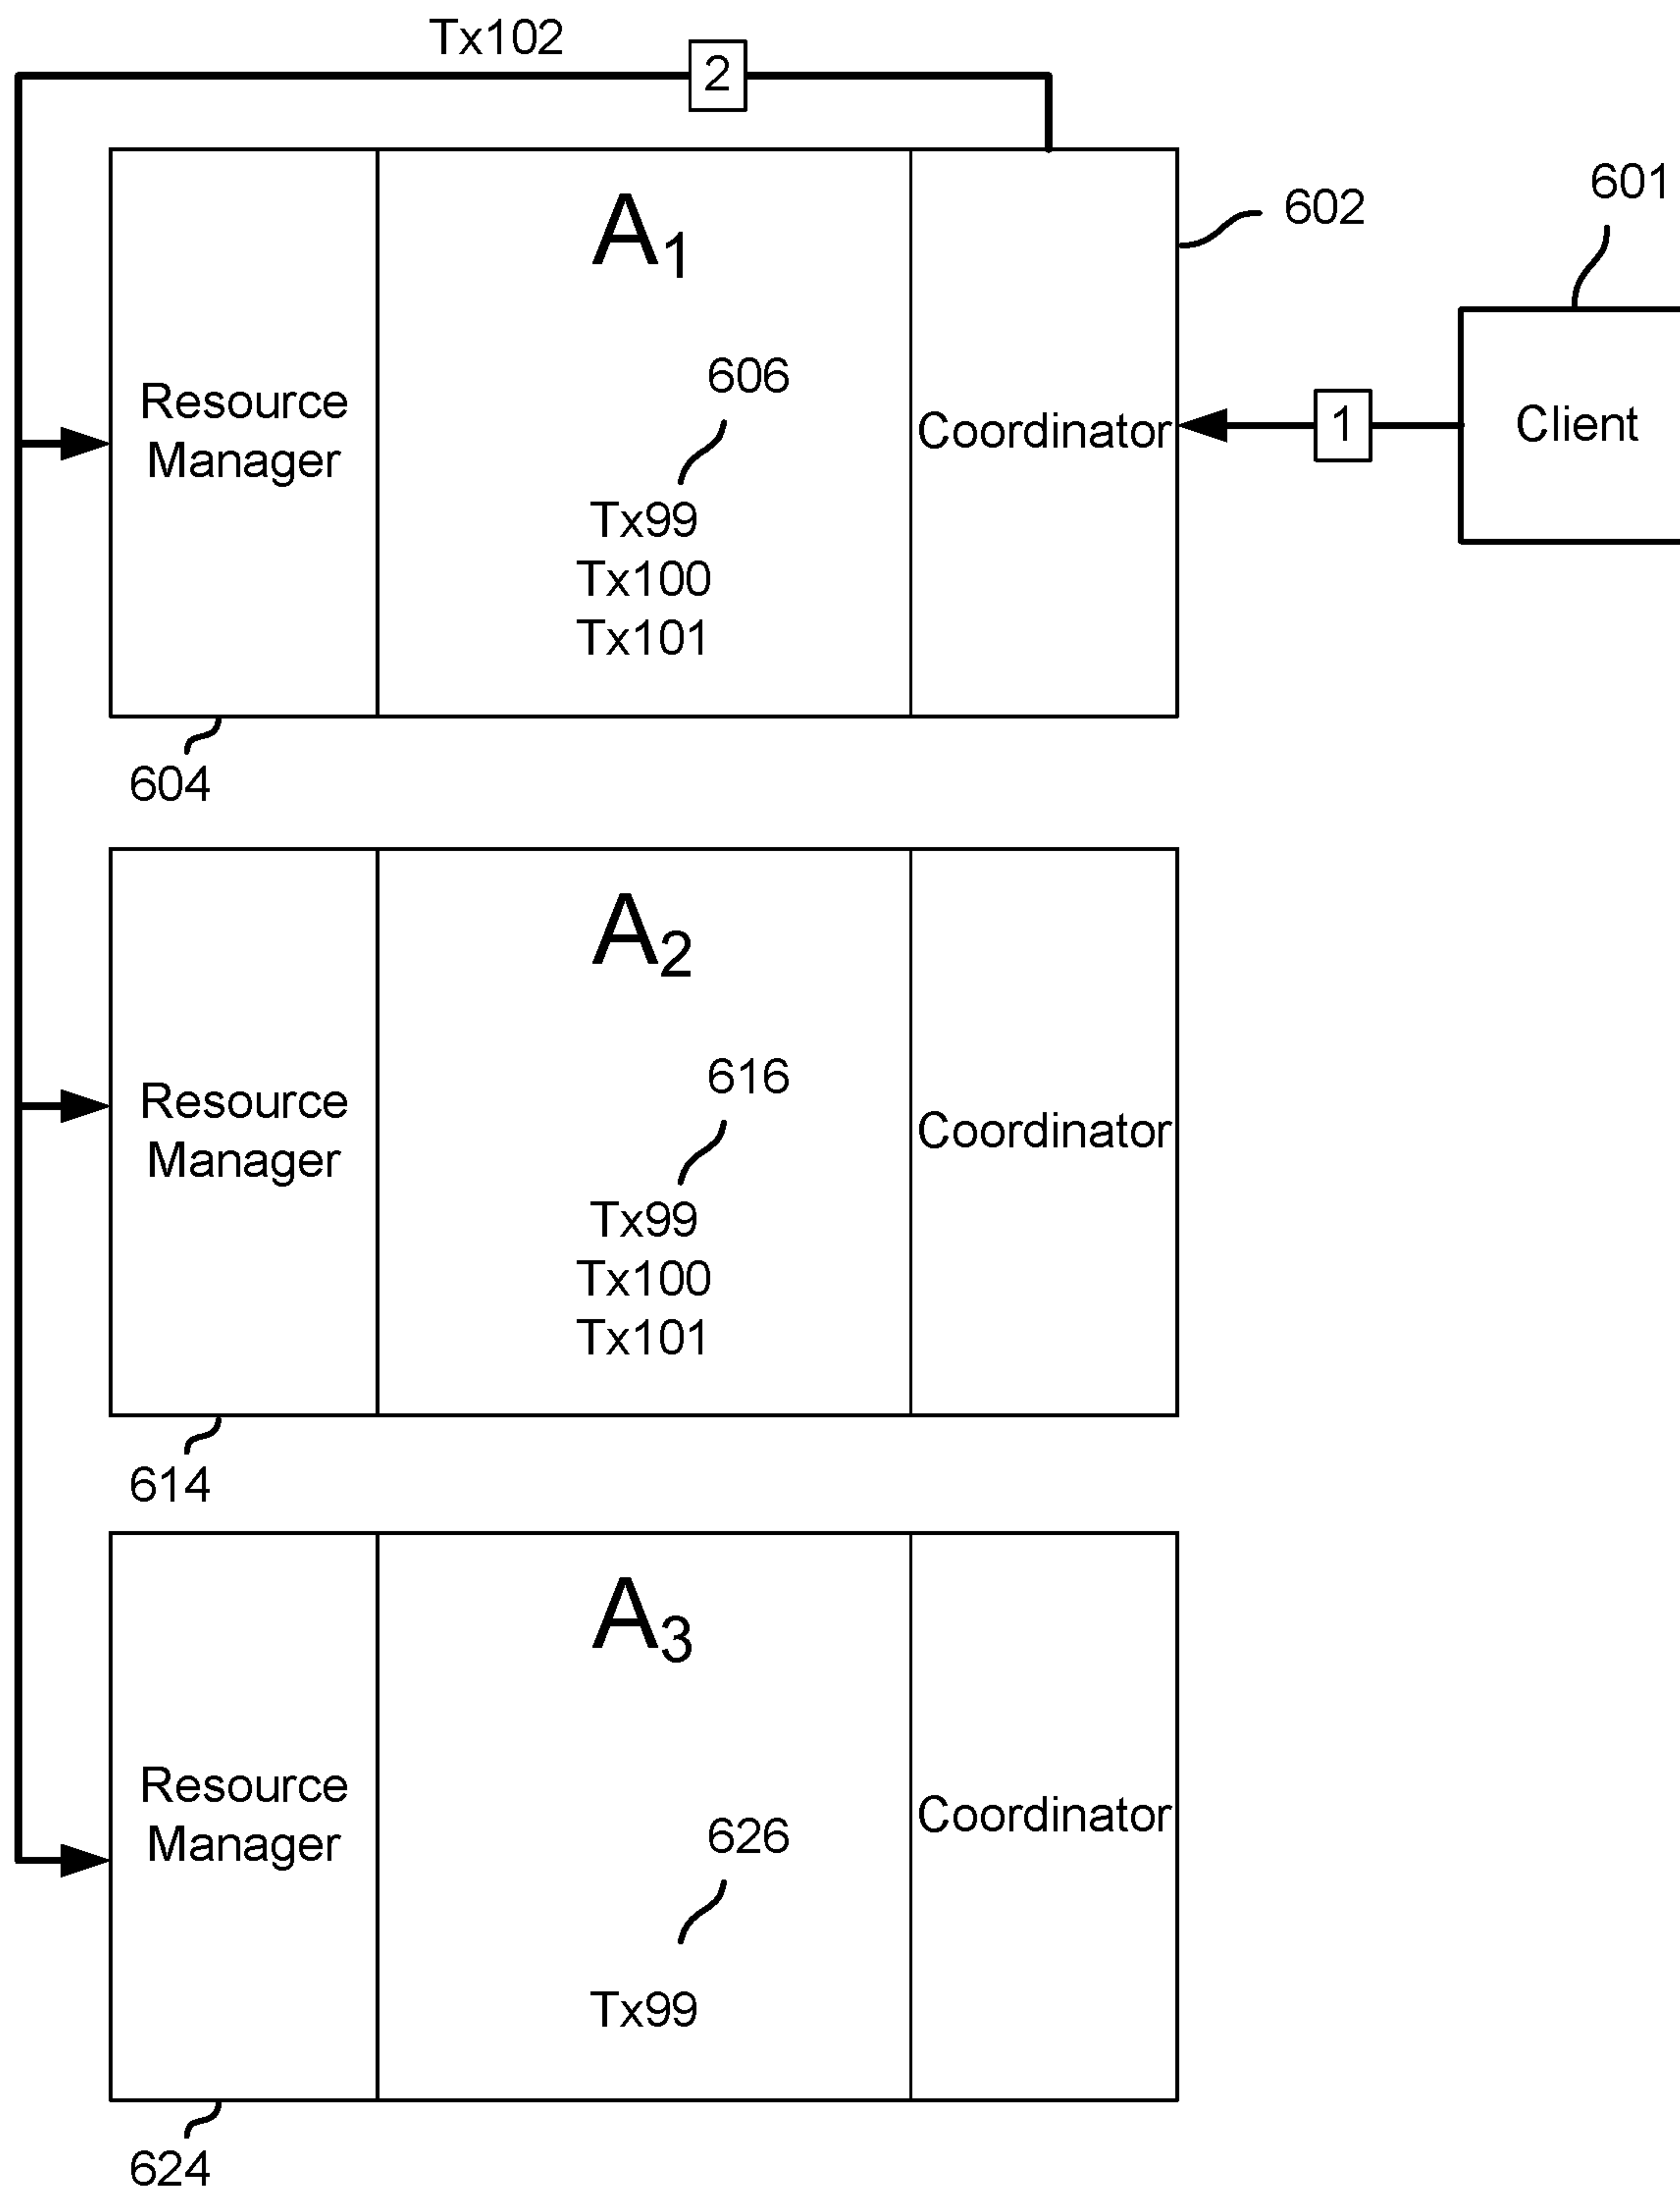 Tx102
2
A1
602
601
606
Resource
Manager
Coordinator
1
Client
Tx99
Tx100
Tx101
604
A2
616
Resource
Manager
Coordinator
Tx99
Tx100
Tx101
614
A3
Resource
Manager
Coordinator
626
Tx99
624